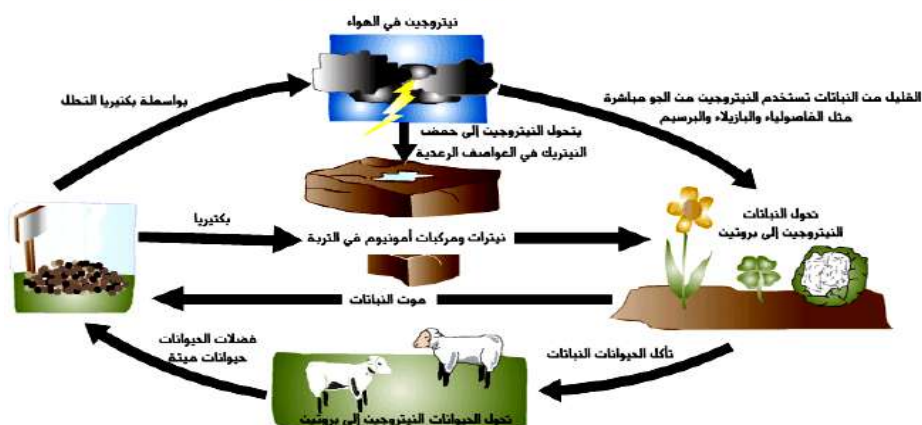 نيتروجين في الهواء
بواسطة بكتيريا التحلل
القليل من النباتات تستخدم النيتروجين من الجو مباشرة
مثل الفاصولياء والبازيلاء والبرسيم
يتحول النيتروجين إلى حمض
النيتريك في العواصف الرعدية
بكتيريا
نيترات ومركبات أمونيوم في التربة
تحول النباتات
النيتروجين إلى بروتين
موت النباتات
فضلات الحيوانات
حيوانات ميتة
تأكل الحيوانات النباتات
تحول الحيوانات النيتروجين إلى بروتين